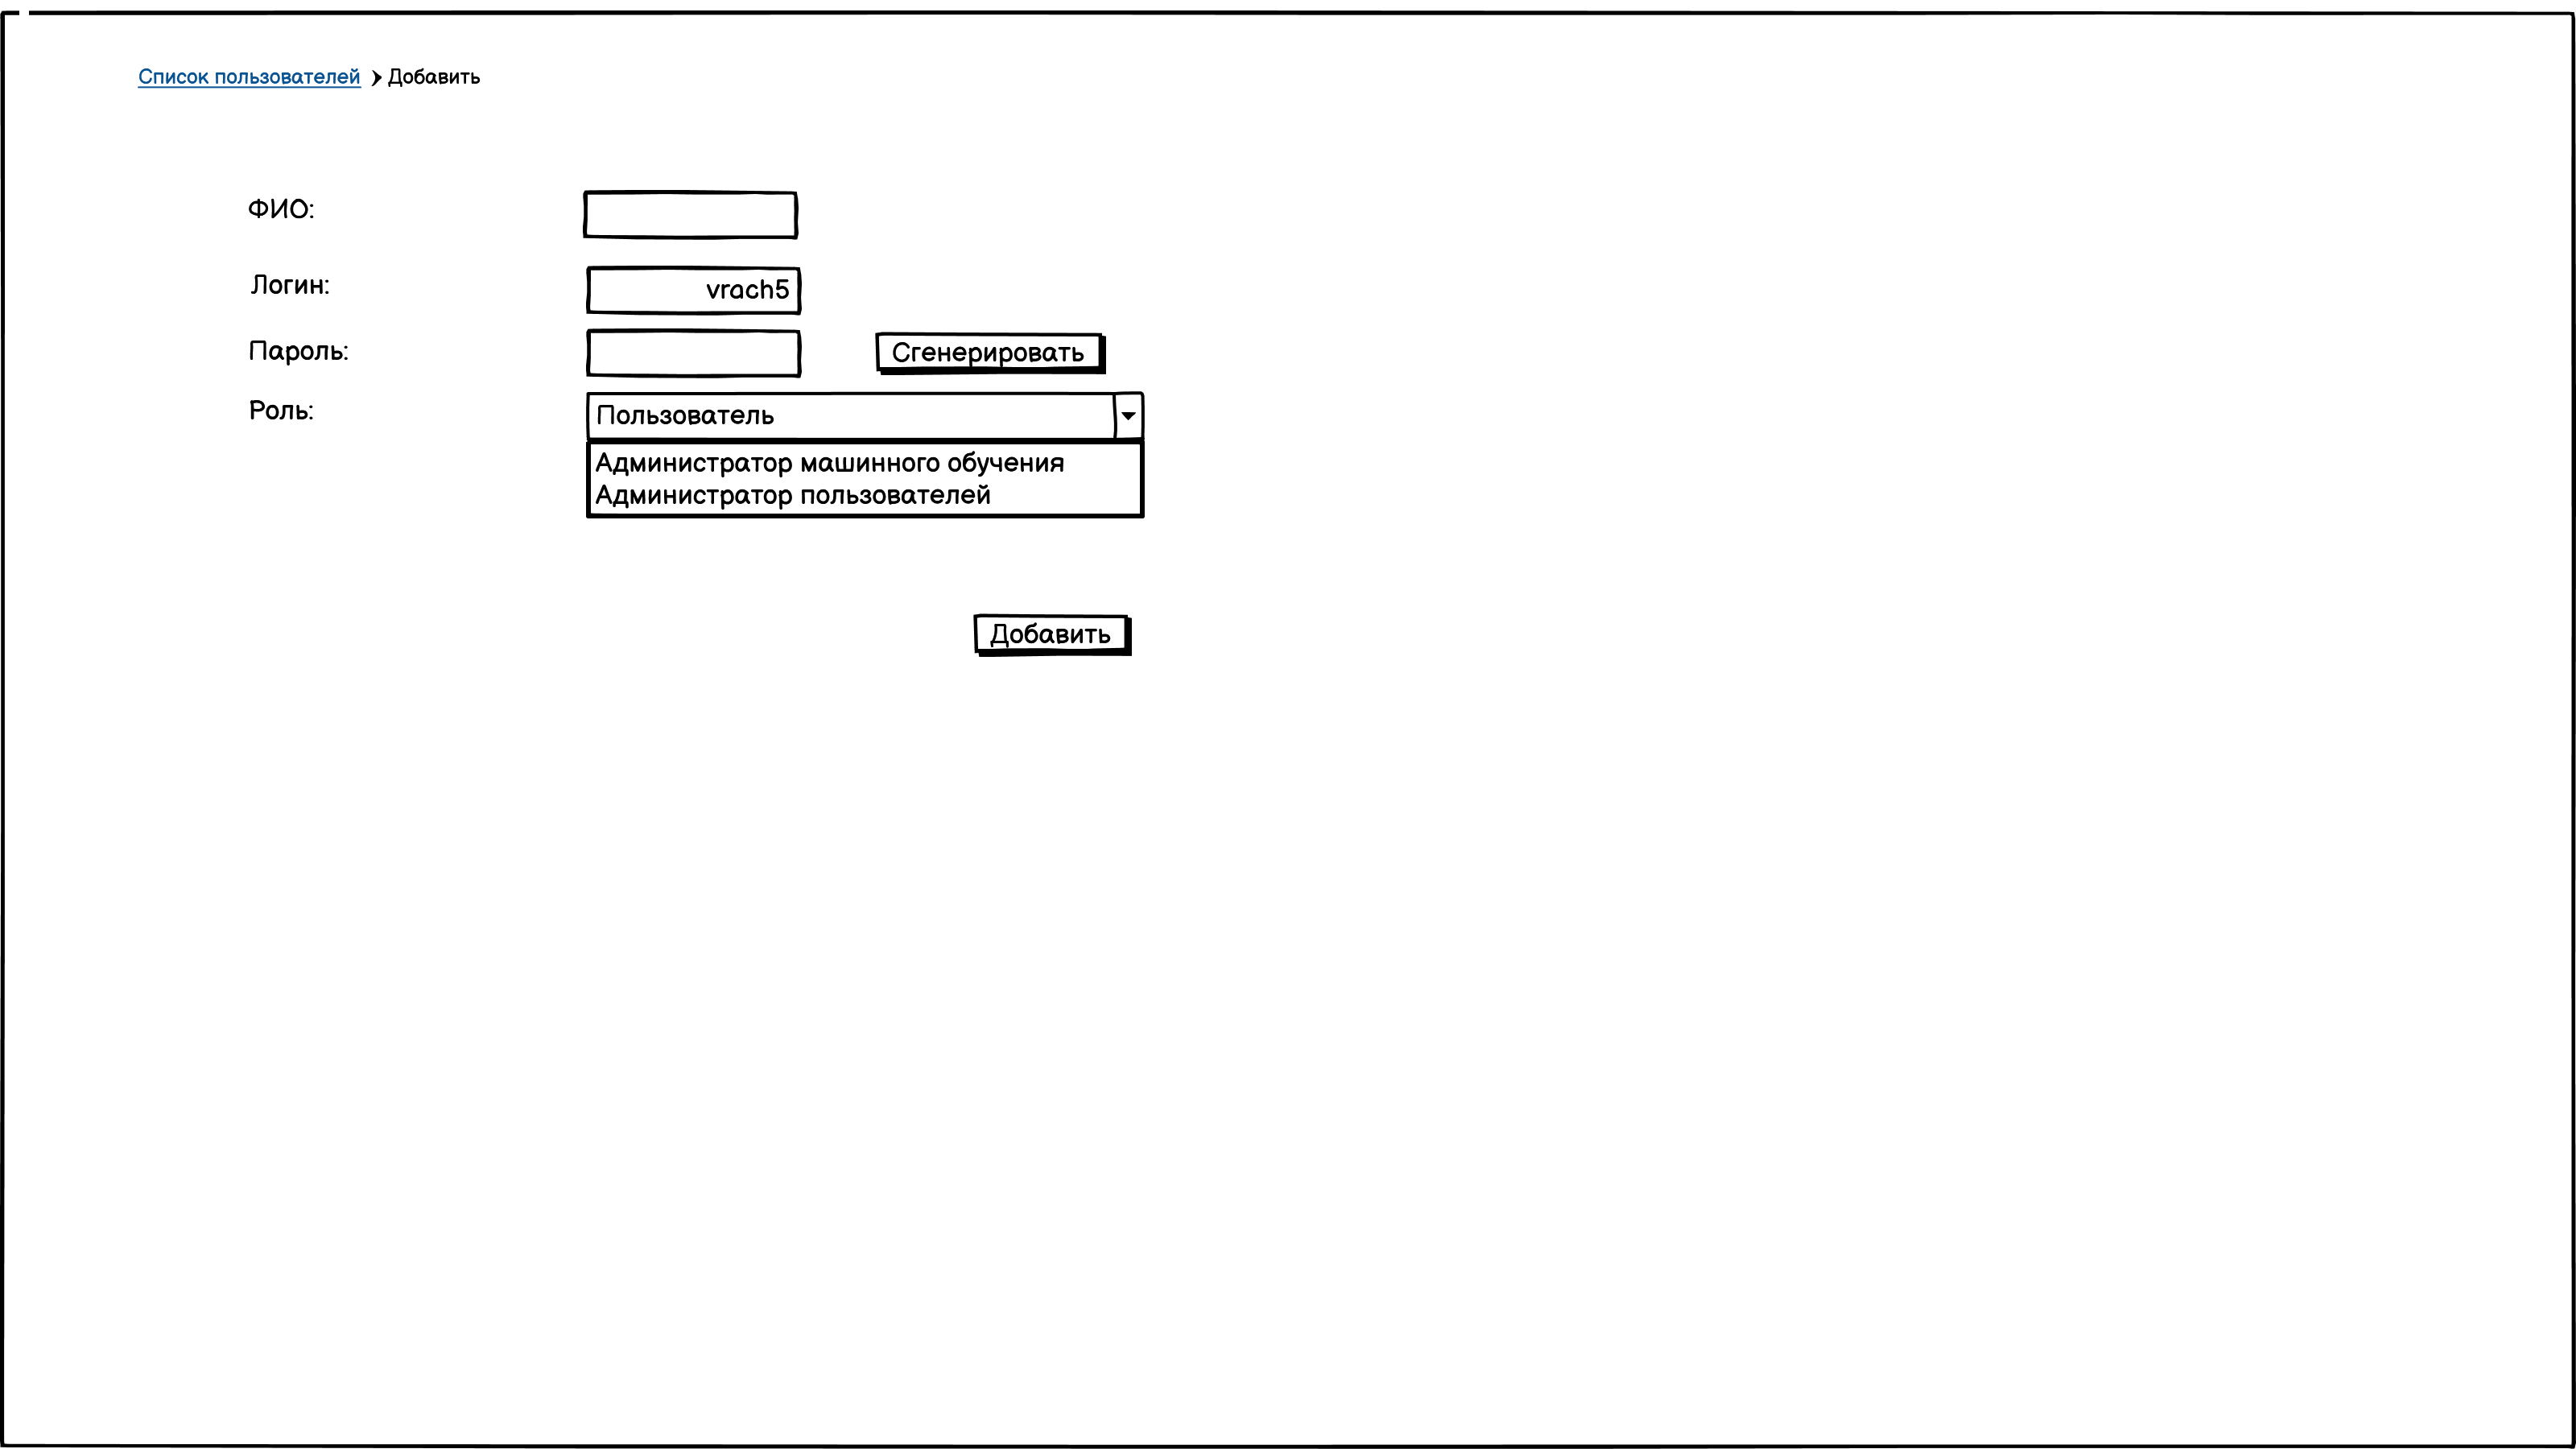 Список пользователей > Добавить
ФИО:
Логин: vrach5
Пароль: Сгенерировать
Роль: Пользователь
Администратор машинного обучения
Администратор пользователей
Добавить